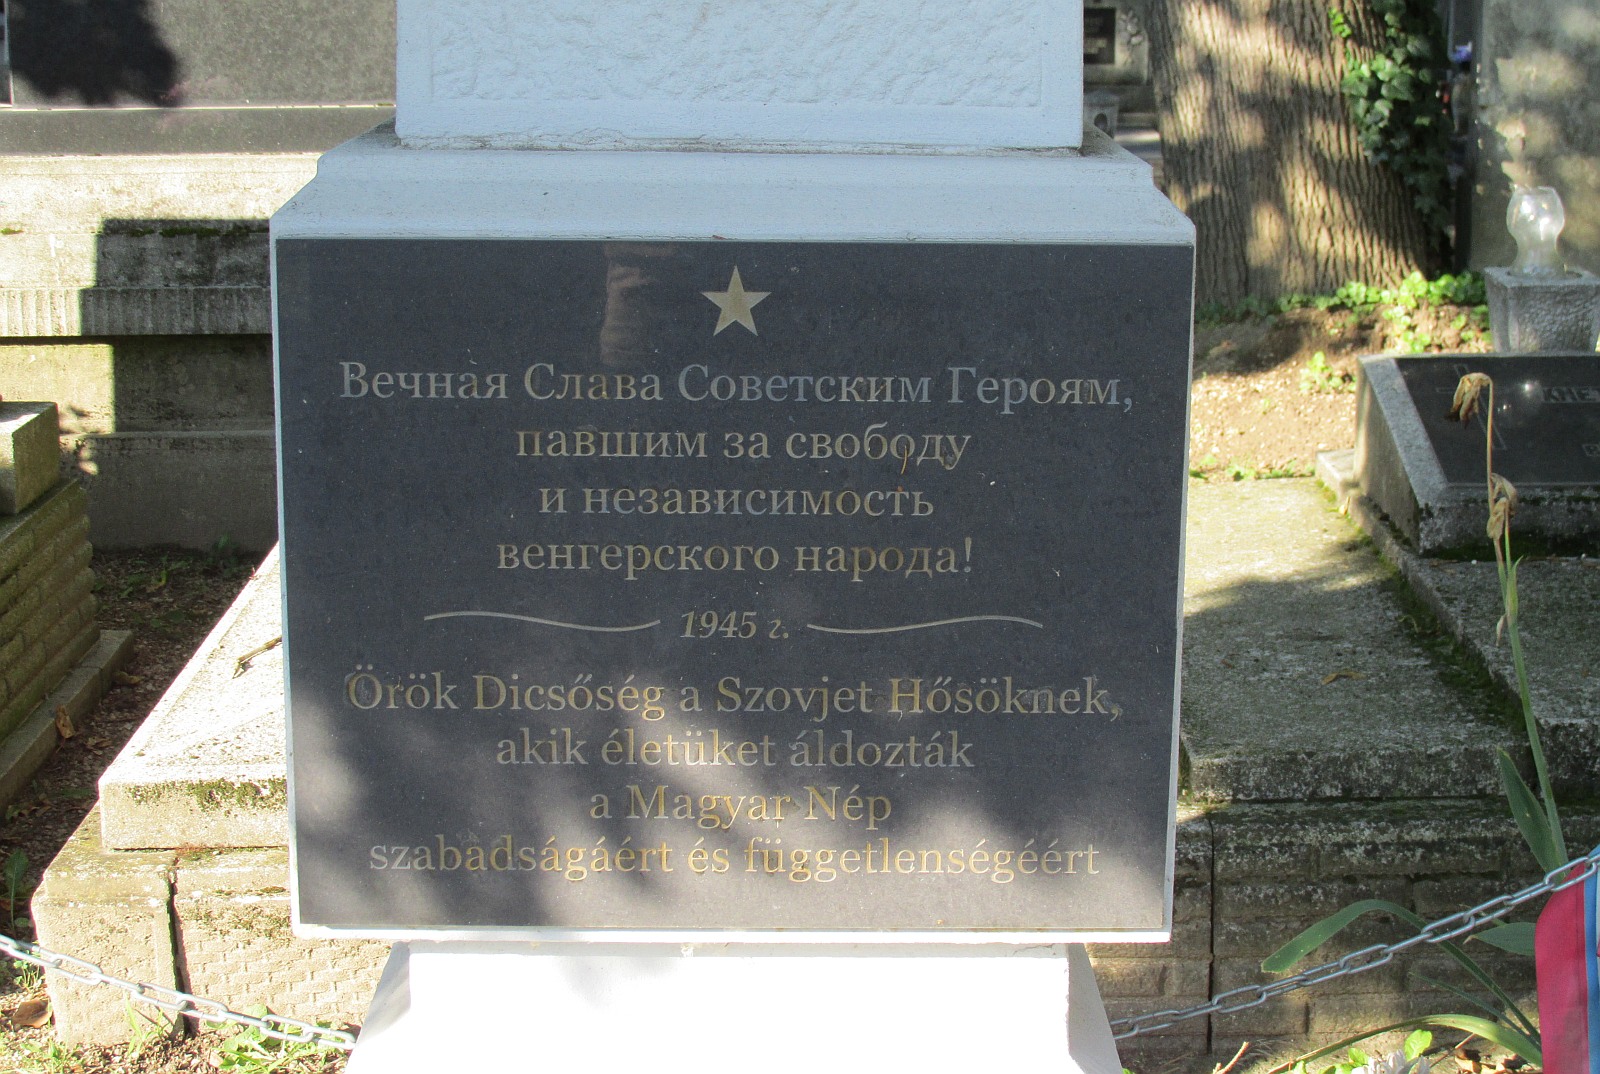 Вечная Слава Советским Героям,
павшим за свободу
и независимость
венгерского народа!
1945 г.
Örök Dicsőség a Szovjet Hősöknek,
akik életüket áldozták
a Magyar Nép
szabadságáért és függetlenségéért